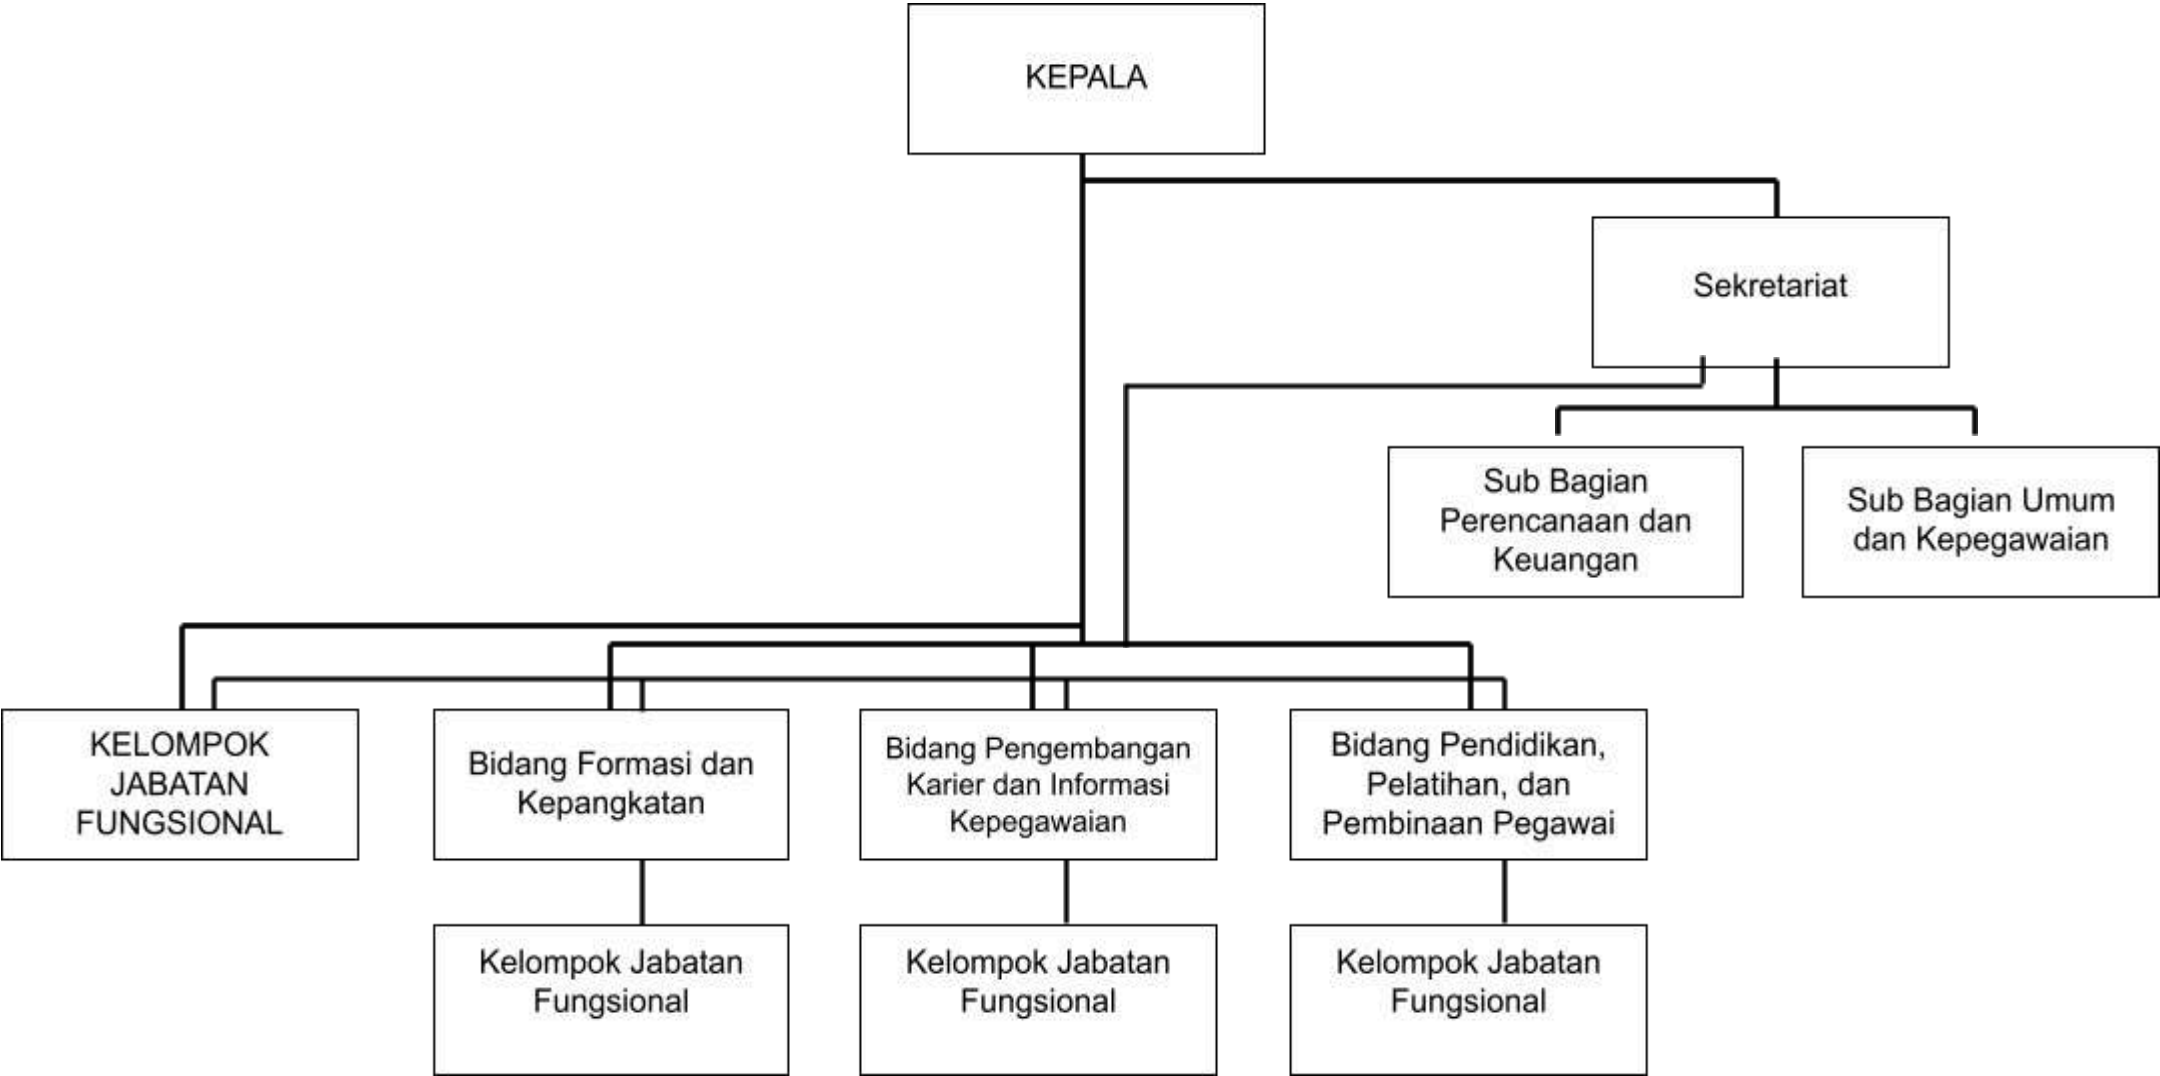 KEPALA
Sekretariat
Sub Bagian
Perencanaan dan
Keuangan
Sub Bagian Umum
dan Kepegawaian
KELOMPOK
JABATAN
FUNGSIONAL
Bidang Formasi dan
Kepangkatan
Bidang Pengembangan
Karier dan Informasi
Kepegawaian
Bidang Pendidikan,
Pelatihan, dan
Pembinaan Pegawai
Kelompok Jabatan
Fungsional
Kelompok Jabatan
Fungsional
Kelompok Jabatan
Fungsional